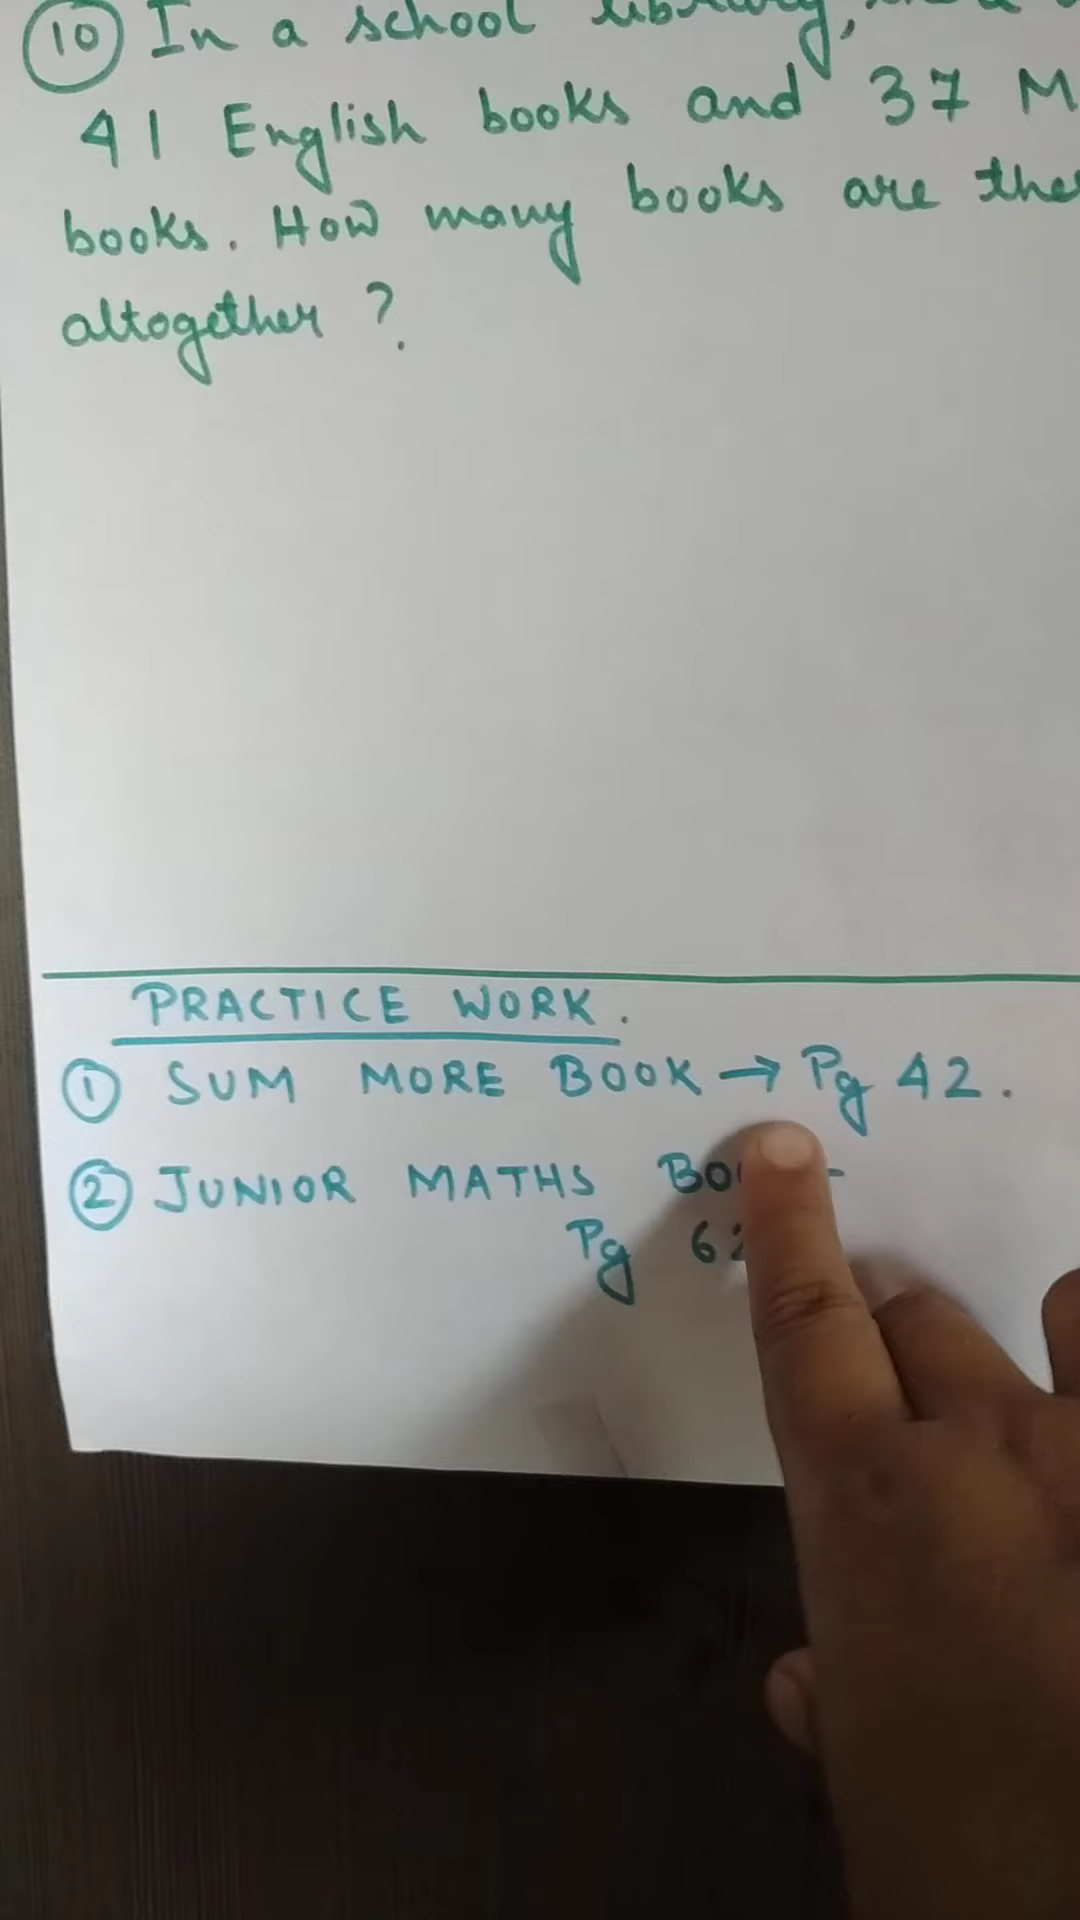 10 In a school library,
41 English books and 37
books. How many books are
altogether ?
PRACTICE WORK.
1 SUM MORE BOOK → Pg 42.
2 JUNIOR MATHS
Pg